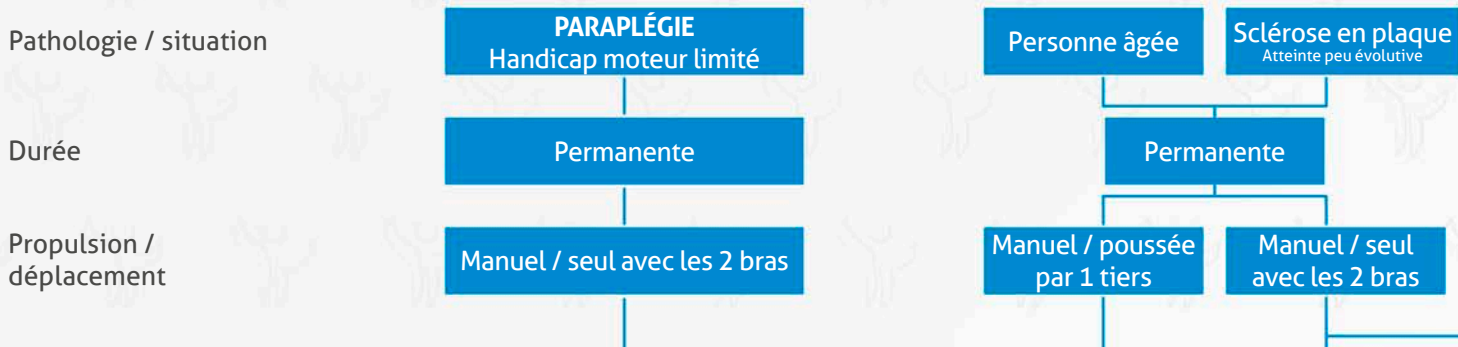 Pathologie / situation
PARAPLÉGIE
Handicap moteur limité
Personne âgée
Sclérose en plaque
Atteinte peu évolutive
Durée
Permanente
Permanente
Propulsion /
déplacement
Manuel / seul avec les 2 bras
Manuel / poussée
par 1 tiers
Manuel / seul
avec les 2 bras